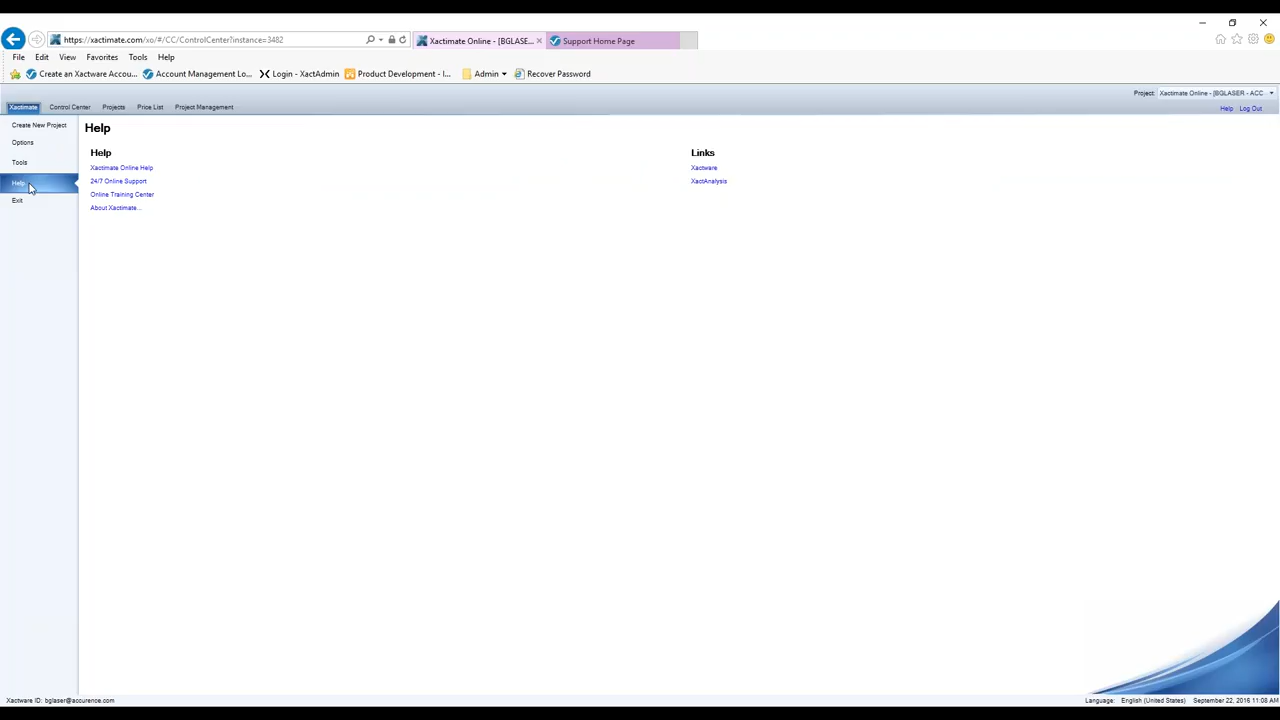 https://xactimate.com/xo/#/CC/ControlCenter?instance=3482
Xactimate Online - [BGLASE...
Support Home Page
File Edit View Favorites Tools Help
Create an Xactware Accou...
Account Management Lo...
Login - XactAdmin
Product Development - I...
Admin
Recover Password
Project: Xactimate Online - [BGLASER - ACC
Xactimate Control Center Projects Price List Project Management
Help Log Out
Create New Project
Options
Tools
Help
Exit
Help
Help
Xactimate Online Help
24/7 Online Support
Online Training Center
About Xactimate...
Links
Xactware
XactAnalysis
Xactware ID: bglaser@accurence.com
Language: English (United States) September 22, 2016 11:08 AM